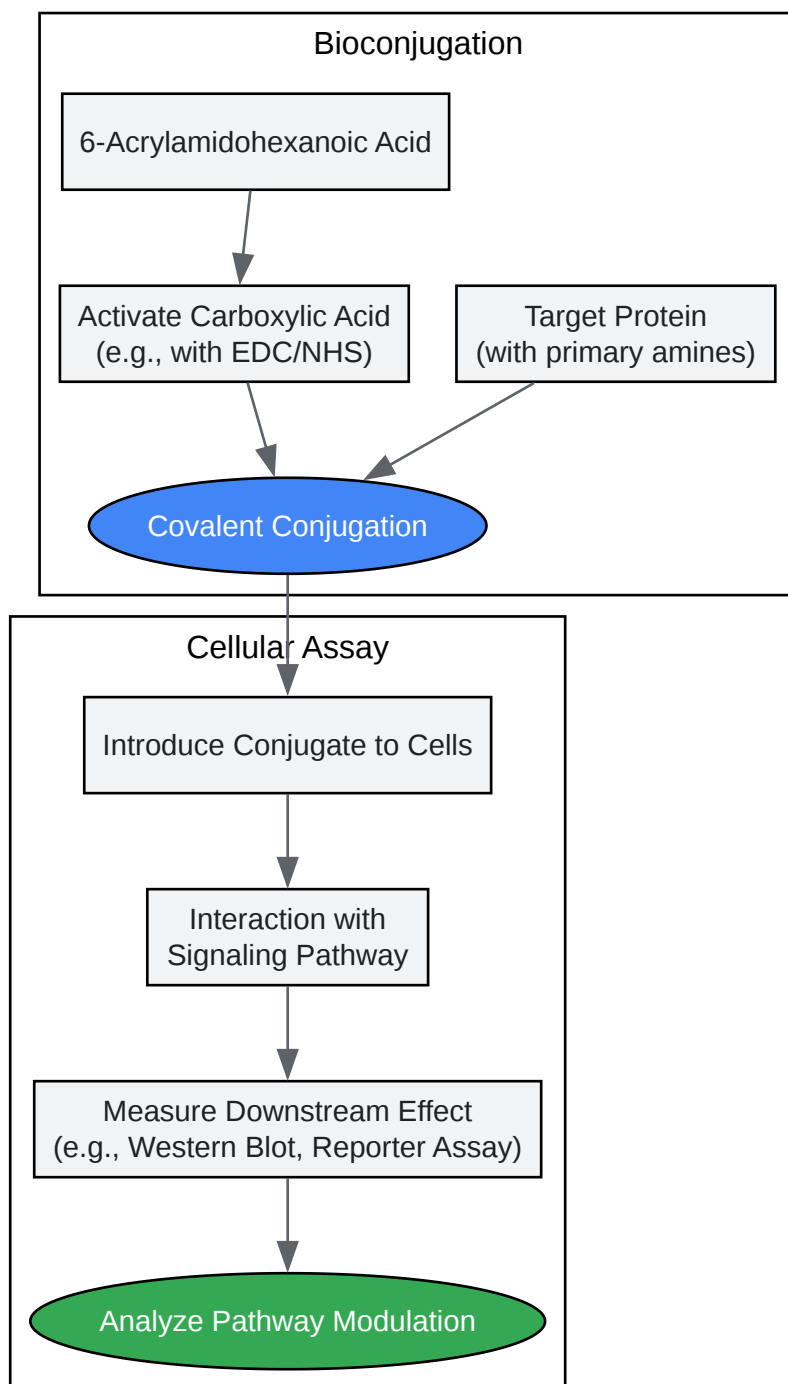 Bioconjugation
6-Acrylamidohexanoic Acid
Activate Carboxylic Acid
(e.g., with EDC/NHS)
Target Protein
(with primary amines)
Covalent Conjugation
Cellular Assay
Introduce Conjugate to Cells
Interaction with
Signaling Pathway
Measure Downstream Effect
(e.g., Western Blot, Reporter Assay)
Analyze Pathway Modulation